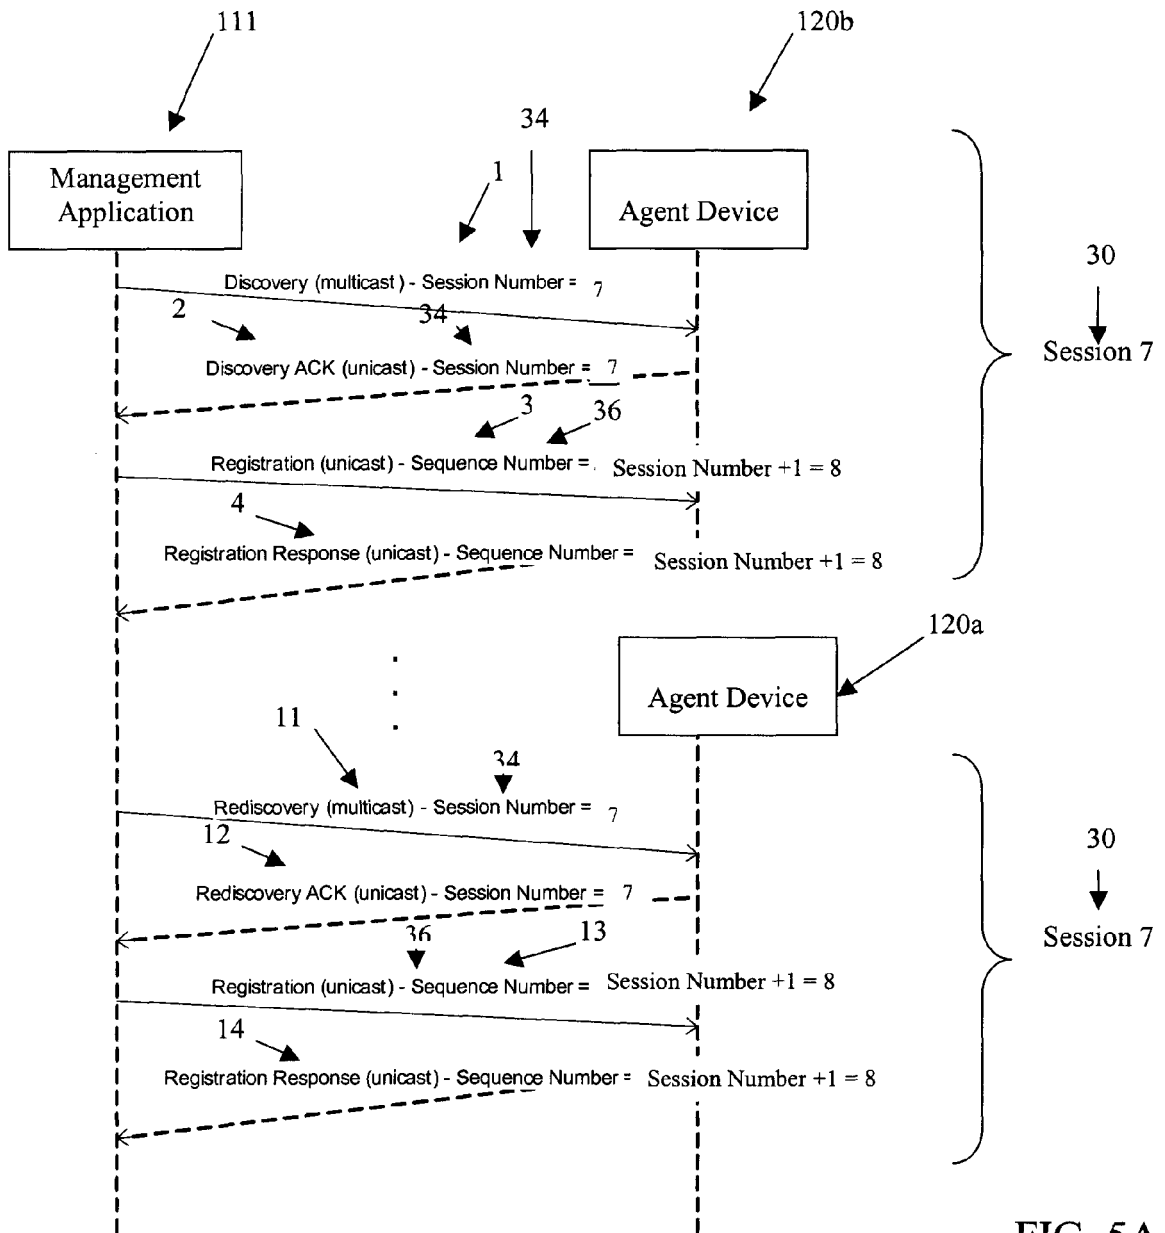 111
120b
34
1
Management
Application
Agent Device
30
Discovery (multicast) - Session Number = 7
2
34
Session 7
Discovery ACK (unicast) - Session Number = 7
3
36
Registration (unicast) - Sequence Number = Session Number +1 = 8
4
Registration Response (unicast) - Sequence Number = Session Number +1 = 8
120a
Agent Device
11
34
Rediscovery (multicast) - Session Number = 7
12
30
Rediscovery ACK (unicast) - Session Number = 7
36
13
Session 7
Registration (unicast) - Sequence Number = Session Number +1 = 8
14
Registration Response (unicast) - Sequence Number = Session Number +1 = 8
FIG. 5A